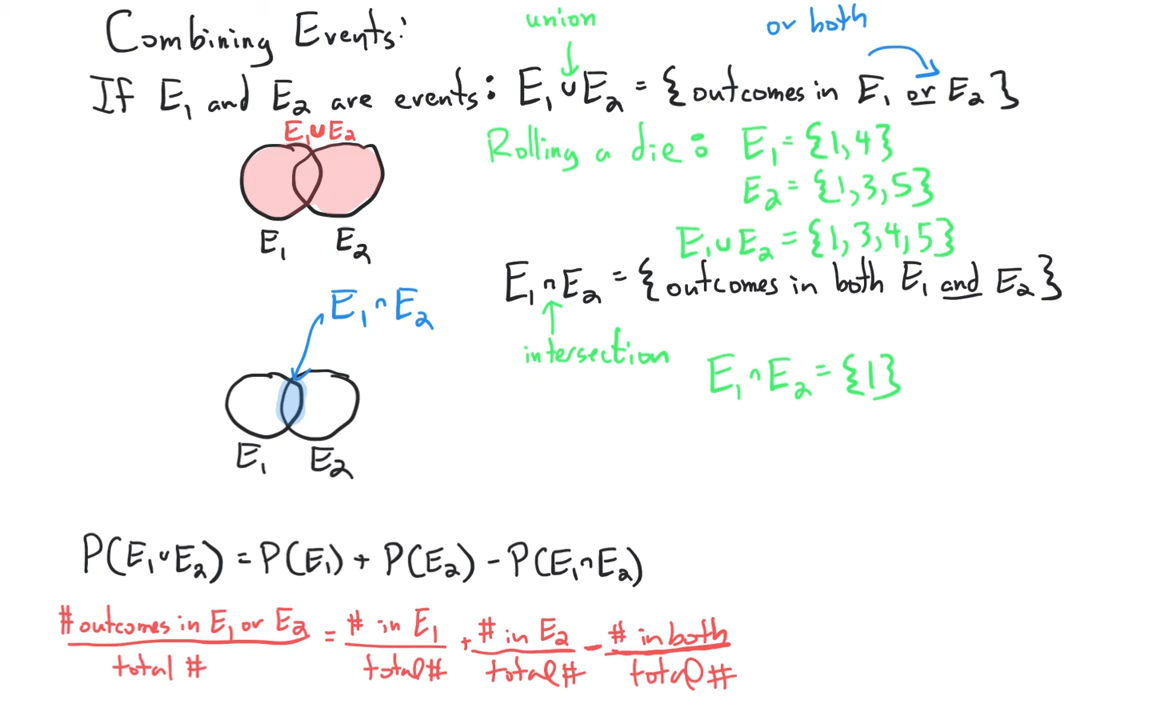 Combining Events:
union
or both
If E₁ and E₂ are events: E₁ ∪ E₂ = {outcomes in E₁ or E₂}
E₁∪E₂
E₁ E₂
Rolling a die: E₁ = {1,4}
E₂ = {1,3,5}
E₁∪E₂ = {1,3,4,5}
E₁∩E₂ = {outcomes in both E₁ and E₂}
intersection
E₁∩E₂ = {1}
E₁∩E₂
E₁ E₂
P(E₁∪E₂) = P(E₁) + P(E₂) - P(E₁∩E₂)
# outcomes in E₁ or E₂ = # in E₁ + # in E₂ - # in both
total # total # total # total #